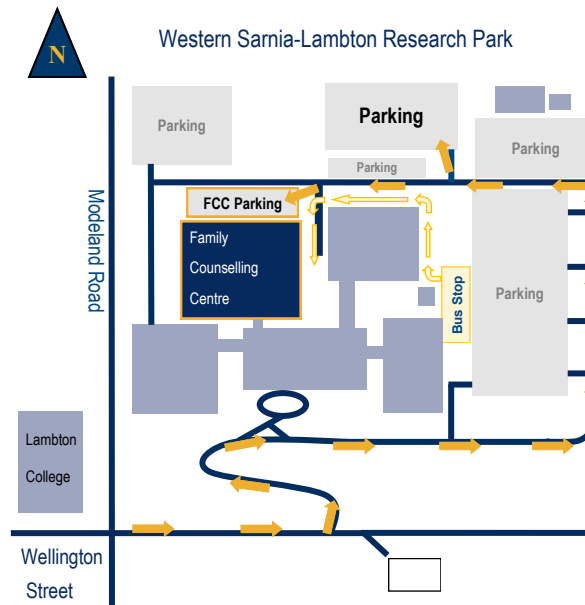 Western Sarnia-Lambton Research Park
N
Parking
Parking
Parking
Parking
Modeland Road
FCC Parking
Family
Counselling
Centre
Bus Stop
Parking
Lambton
College
Wellington
Street